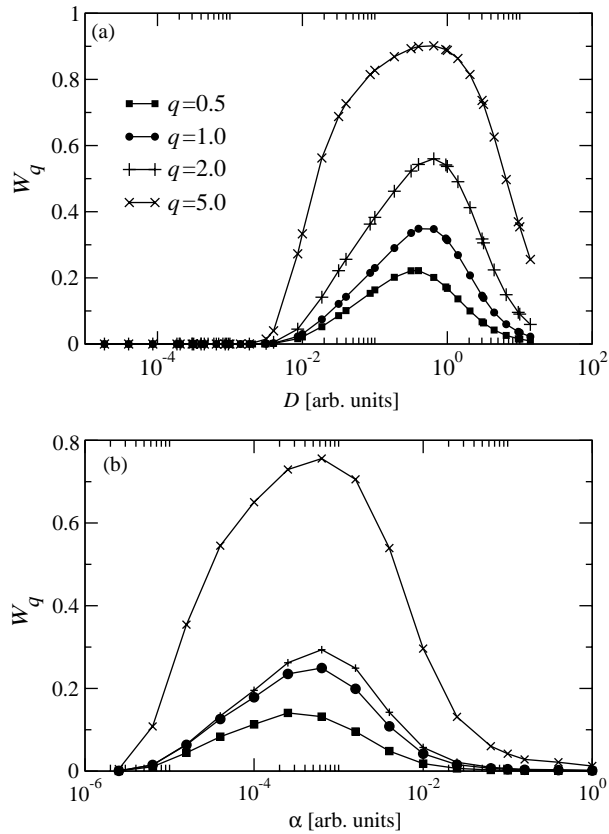 (a)
1
0.8
0.6
0.4
0.2
0
W_q
q=0.5
q=1.0
q=2.0
q=5.0
10^-4
10^-2
10^0
10^2
D [arb. units]
(b)
0.8
0.6
0.4
0.2
0
W_q
10^-6
10^-4
10^-2
10^0
α [arb. units]